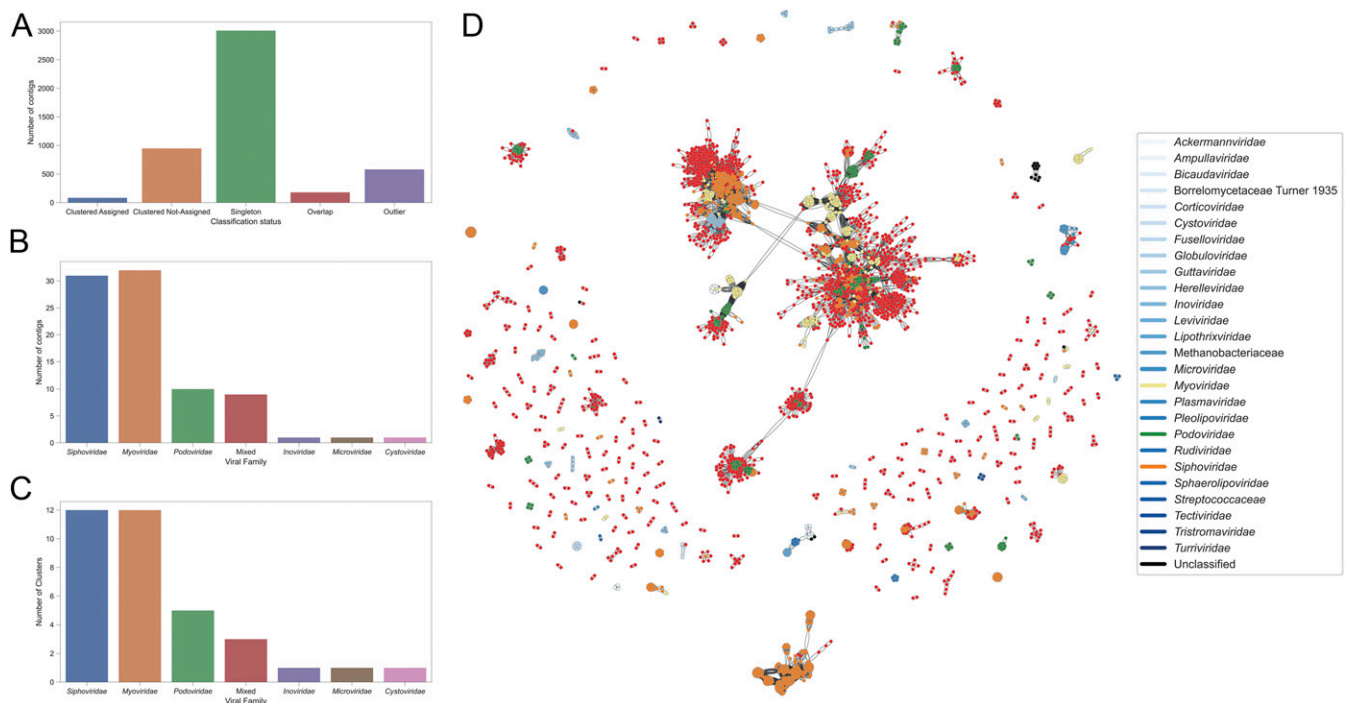 A
3000
2500
2000
1500
1000
500
0
Number of contigs
Clustered Assigned Clustered Not-Assigned Singleton Overlap Outlier
Classification status
B
30
25
20
15
10
5
0
Number of contigs
Siphoviridae Myoviridae Podoviridae Mixed Inoviridae Microviridae Cystoviridae
Viral Family
C
12
10
8
6
4
2
0
Number of Clusters
Siphoviridae Myoviridae Podoviridae Mixed Inoviridae Microviridae Cystoviridae
Viral Family
D
Ackermannviridae
Ampullaviridae
Bicaudaviridae
Borrelomycetaceae Turner 1935
Corticoviridae
Cystoviridae
Fuselloviridae
Globuloviridae
Guttaviridae
Herelleviridae
Inoviridae
Leviviridae
Lipothrixviridae
Methanobacteriaceae
Microviridae
Myoviridae
Plasmaviridae
Pleolipoviridae
Podoviridae
Rudiviridae
Siphoviridae
Sphaerolipoviridae
Streptococcaceae
Tectiviridae
Tristromaviridae
Turriviridae
Unclassified